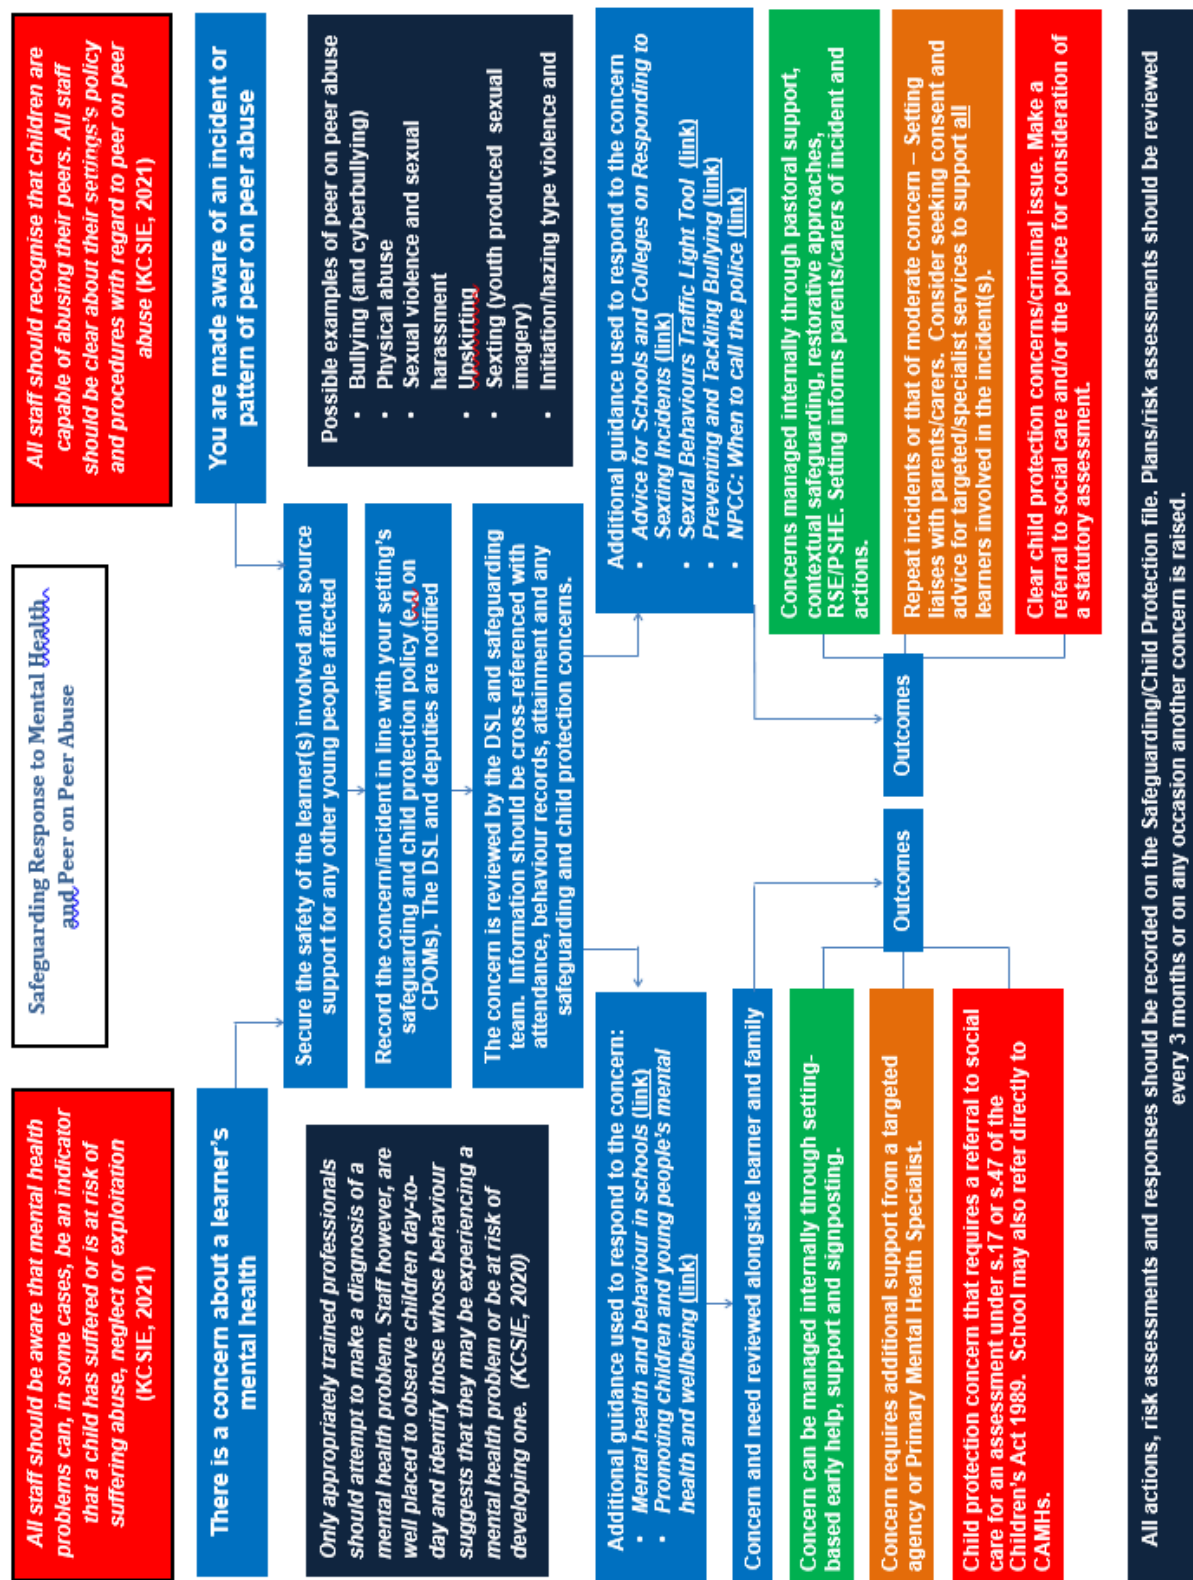 All staff should be aware that mental health
problems can, in some cases, be an indicator
that a child has suffered or is at risk of
suffering abuse, neglect or exploitation
(KCSIE, 2021)
Safeguarding Response to Mental Health
and Peer on Peer Abuse
All staff should recognise that children are
capable of abusing their peers. All staff
should be clear about their settings's policy
and procedures with regard to peer on peer
abuse (KCSIE, 2021)
There is a concern about a learner's
mental health
You are made aware of an incident or
pattern of peer on peer abuse
Secure the safety of the learner(s) involved and source
support for any other young people affected
Record the concern/incident in line with your setting's
safeguarding and child protection policy (e.g on
CPOMs). The DSL and deputies are notified
The concern is reviewed by the DSL and safeguarding
team. Information should be cross-referenced with
attendance, behaviour records, attainment and any
safeguarding and child protection concerns.
Only appropriately trained professionals
should attempt to make a diagnosis of a
mental health problem. Staff however, are
well placed to observe children day-to-
day and identify those whose behaviour
suggests that they may be experiencing a
mental health problem or be at risk of
developing one. (KCSIE, 2020)
Possible examples of peer on peer abuse
• Bullying (and cyberbullying)
• Physical abuse
• Sexual violence and sexual
harassment
• Upskirting
• Sexting (youth produced sexual
imagery)
• Initiation/hazing type violence and
Additional guidance used to respond to the concern:
• Mental health and behaviour in schools (link)
• Promoting children and young people's mental
health and wellbeing (link)
Concern and need reviewed alongside learner and family
Outcomes
Concern can be managed internally through setting-
based early help, support and signposting.
Concern requires additional support from a targeted
agency or Primary Mental Health Specialist.
Child protection concern that requires a referral to social
care for an assessment under s.17 or s.47 of the
Children's Act 1989. School may also refer directly to
CAMHs.
Additional guidance used to respond to the concern
• Advice for Schools and Colleges on Responding to
Sexting Incidents (link)
• Sexual Behaviours Traffic Light Tool (link)
• Preventing and Tackling Bullying (link)
• NPCC: When to call the police (link)
Outcomes
Concerns managed internally through pastoral support,
contextual safeguarding, restorative approaches,
RSE/PSHE. Setting informs parents/carers of incident and
actions.
Repeat incidents or that of moderate concern – Setting
liaises with parents/carers. Consider seeking consent and
advice for targeted/specialist services to support all
learners involved in the incident(s).
Clear child protection concerns/criminal issue. Make a
referral to social care and/or the police for consideration of
a statutory assessment.
All actions, risk assessments and responses should be recorded on the Safeguarding/Child Protection file. Plans/risk assessments should be reviewed
every 3 months or on any occasion another concern is raised.